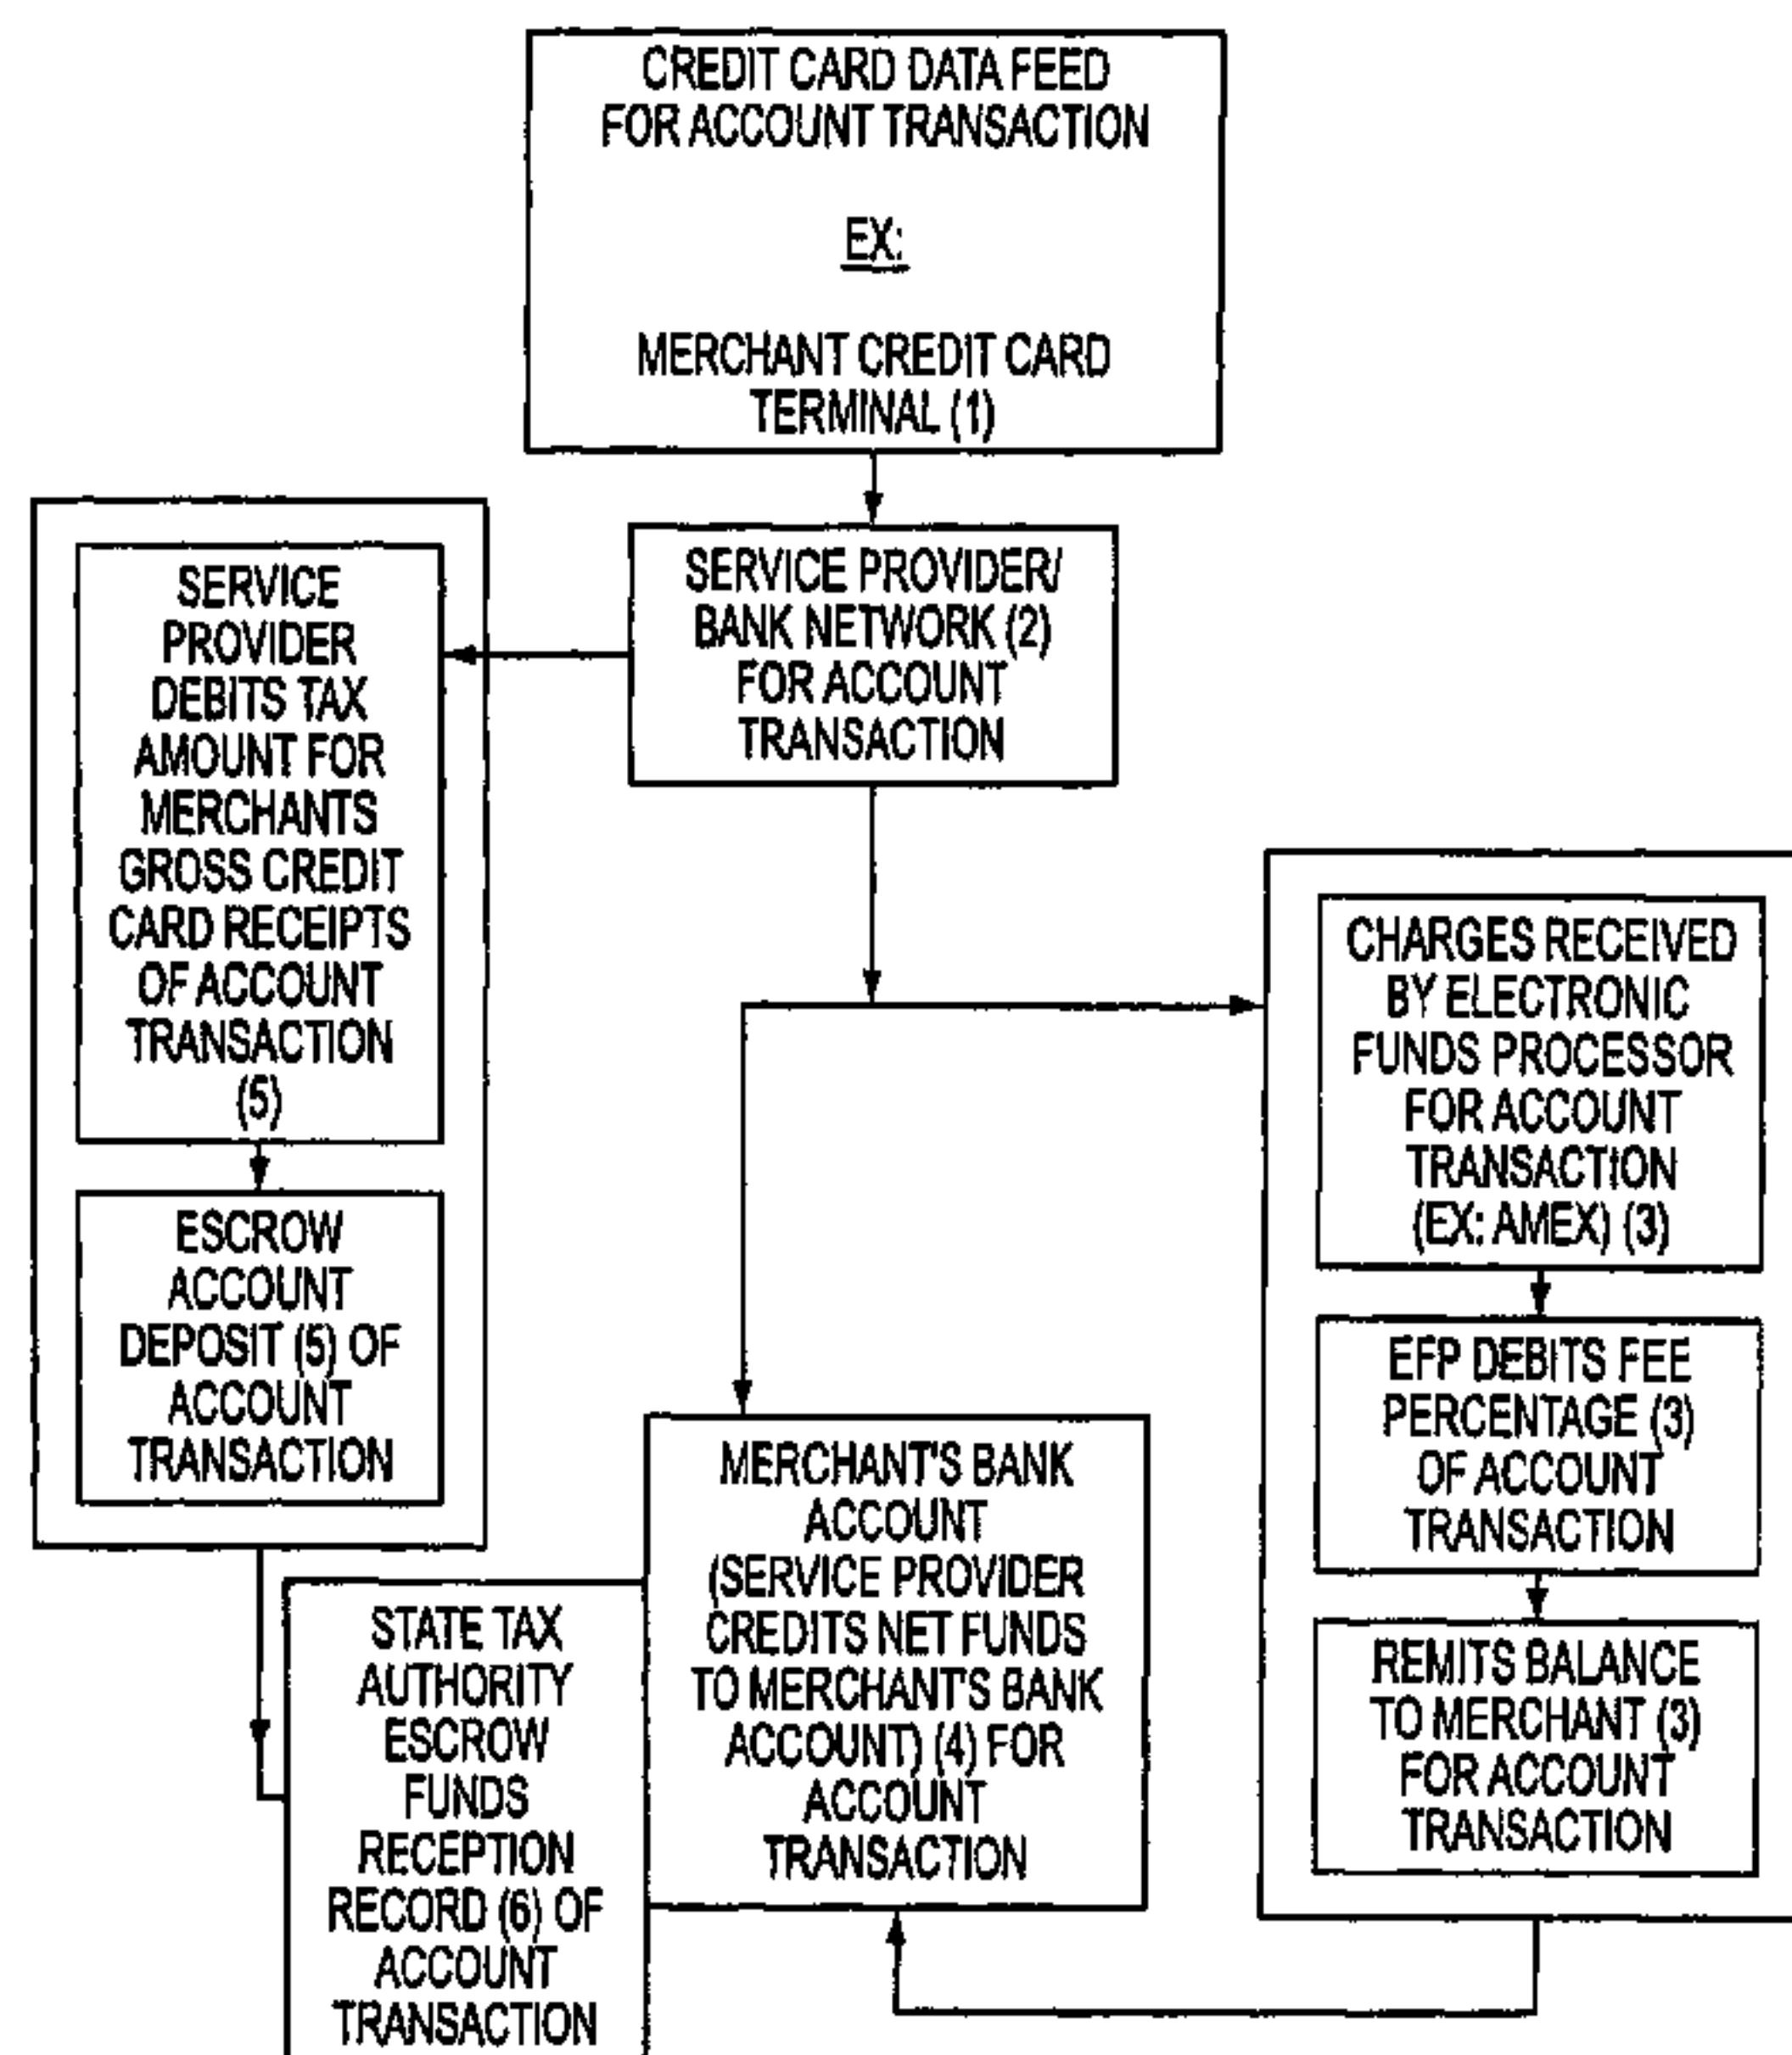 CREDIT CARD DATA FEED
FOR ACCOUNT TRANSACTION
EX:
MERCHANT CREDIT CARD
TERMINAL (1)
SERVICE PROVIDER/
BANK NETWORK (2)
FOR ACCOUNT
TRANSACTION
SERVICE
PROVIDER
DEBITS TAX
AMOUNT FOR
MERCHANTS
GROSS CREDIT
CARD RECEIPTS
OF ACCOUNT
TRANSACTION
(5)
ESCROW
ACCOUNT
DEPOSIT (5) OF
ACCOUNT
TRANSACTION
STATE TAX
AUTHORITY
ESCROW
FUNDS
RECEPTION
RECORD (6) OF
ACCOUNT
TRANSACTION
MERCHANT'S BANK
ACCOUNT
(SERVICE PROVIDER
CREDITS NET FUNDS
TO MERCHANT'S BANK
ACCOUNT) (4) FOR
ACCOUNT
TRANSACTION
CHARGES RECEIVED
BY ELECTRONIC
FUNDS PROCESSOR
FOR ACCOUNT
TRANSACTION
(EX: AMEX) (3)
EFP DEBITS FEE
PERCENTAGE (3)
OF ACCOUNT
TRANSACTION
REMITS BALANCE
TO MERCHANT (3)
FOR ACCOUNT
TRANSACTION